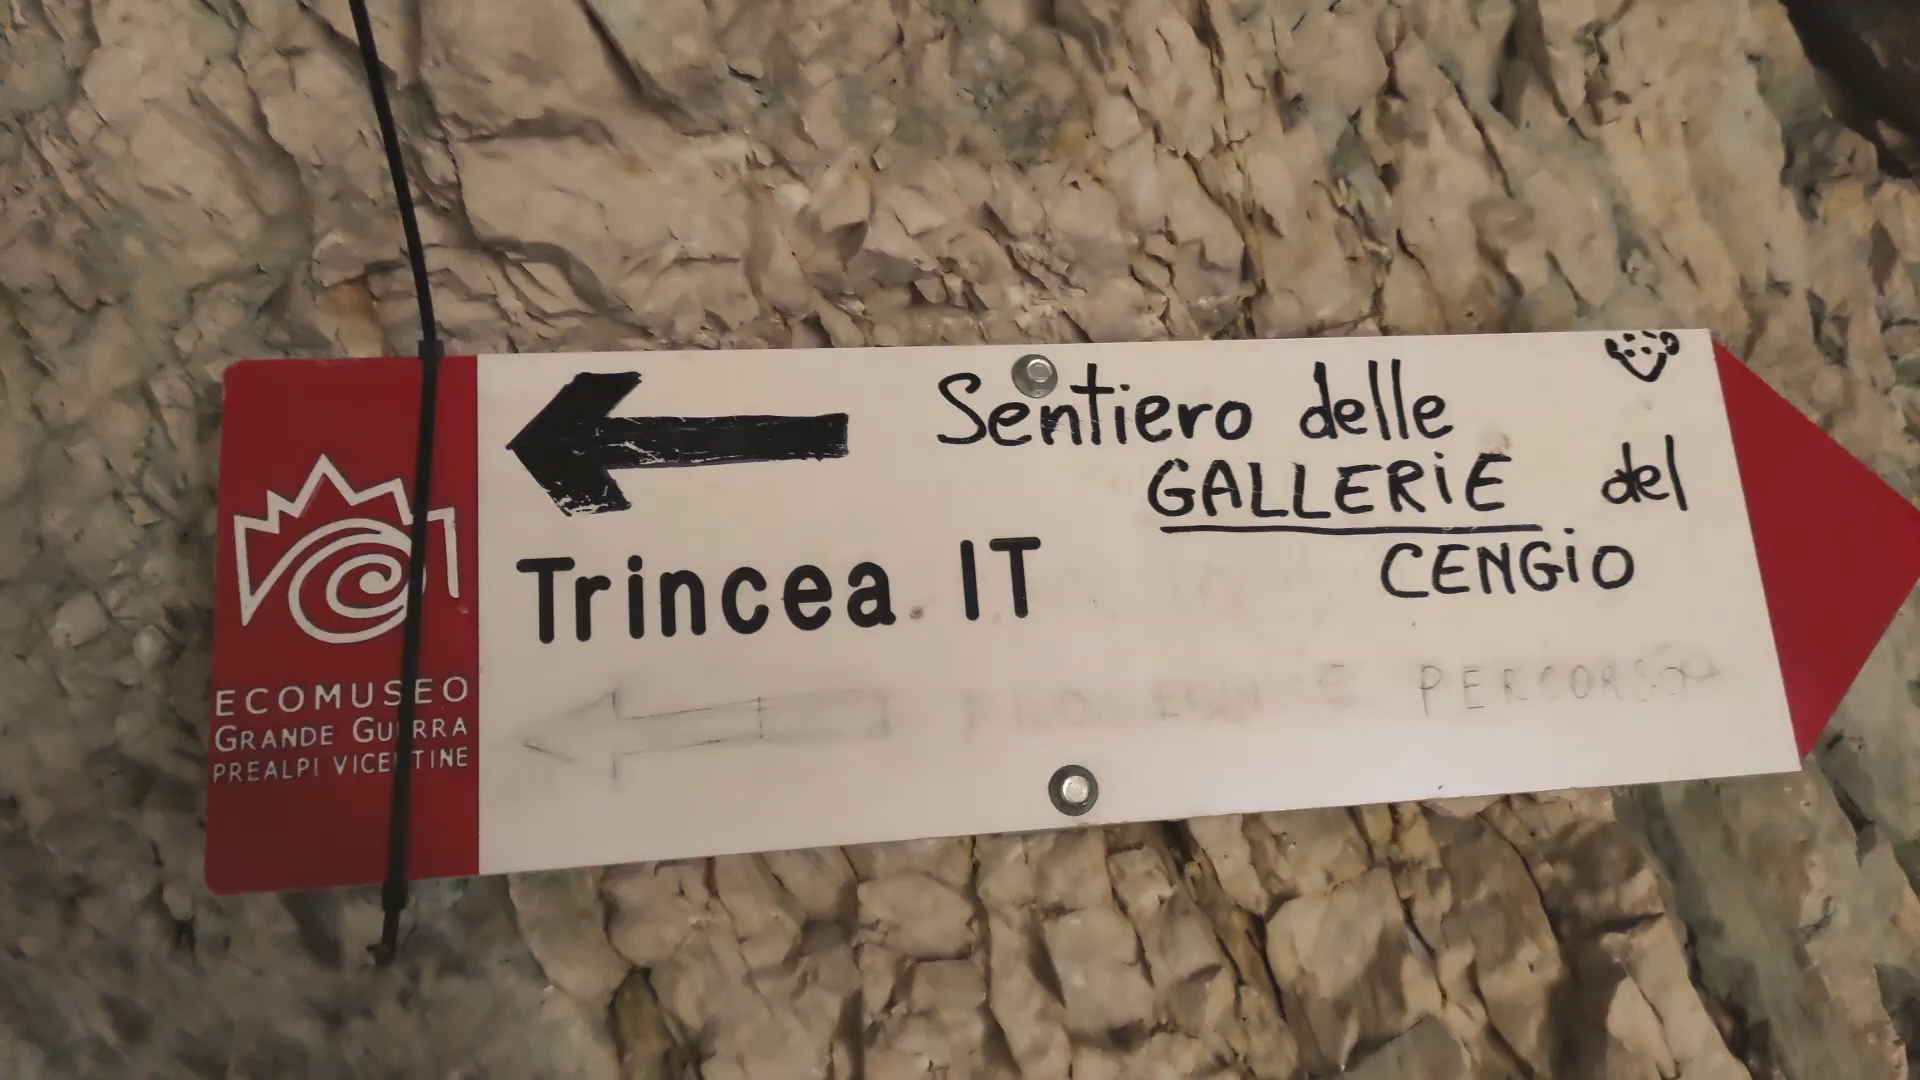 Sentiero delle
GALLERiE del
CENGiO
Trincea IT
PERCORSO
ECOMUSEO
GRANDE GUERRA
PREALPI VICENTINE